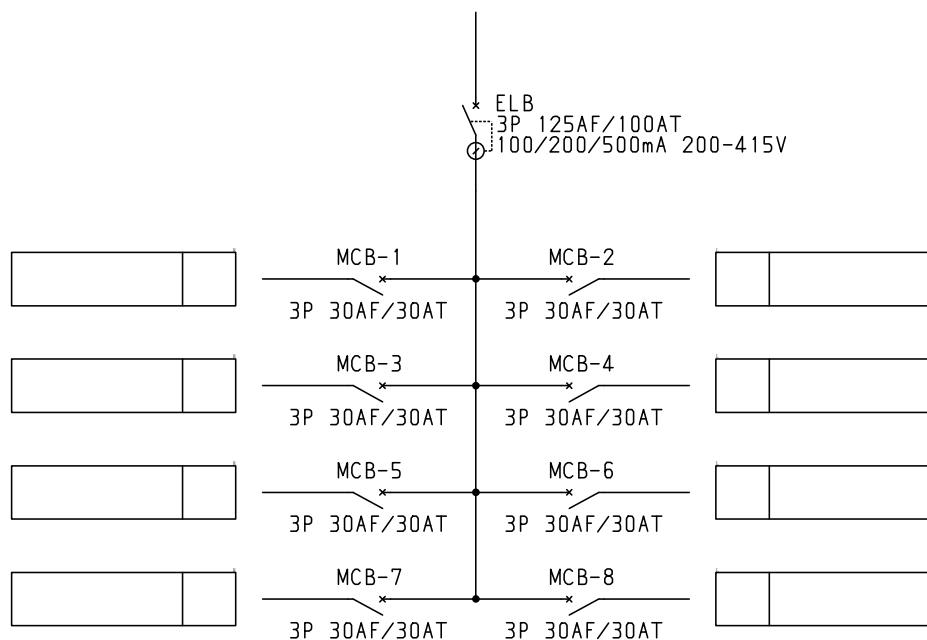 ELB
3P 125AF/100AT
100/200/500mA 200-415V
MCB-1
MCB-2
3P 30AF/30AT
3P 30AF/30AT
MCB-3
MCB-4
3P 30AF/30AT
3P 30AF/30AT
MCB-5
MCB-6
3P 30AF/30AT
3P 30AF/30AT
MCB-7
MCB-8
3P 30AF/30AT
3P 30AF/30AT